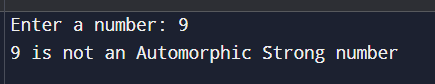 Enter a number: 9
9 is not an Automorphic Strong number